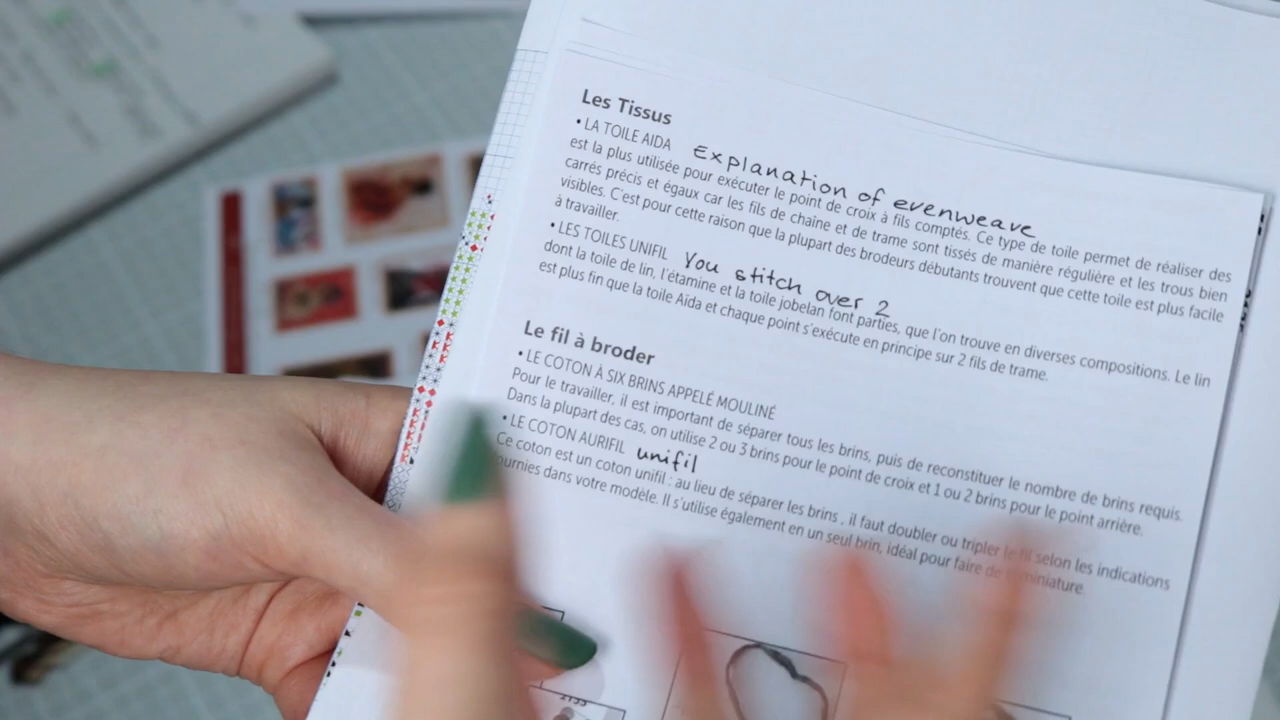 Les Tissus
• LA TOILE AIDA explanation of evenweave
est la plus utilisée pour exécuter le point de croix à fils comptés. Ce type de toile permet de réaliser des
carrés précis et égaux car les fils de chaîne et de trame sont tissés de manière régulière et les trous bien
visibles. C'est pour cette raison que la plupart des brodeurs débutants trouvent que cette toile est plus facile
à travailler.
• LES TOILES UNIFIL You stitch over 2
dont la toile de lin, l'étamine et la toile jobelan font parties, que l'on trouve en diverses compositions. Le lin
est plus fin que la toile Aïda et chaque point s'exécute en principe sur 2 fils de trame.
Le fil à broder
• LE COTON À SIX BRINS APPELÉ MOULINÉ
Pour le travailler, il est important de séparer tous les brins, puis de reconstituer le nombre de brins requis.
Dans la plupart des cas, on utilise 2 ou 3 brins pour le point de croix et 1 ou 2 brins pour le point arrière.
• LE COTON AURIFIL unifil
Ce coton est un coton unifil : au lieu de séparer les brins , il faut doubler ou tripler le fil selon les indications
fournies dans votre modèle. Il s'utilise également en un seul brin, idéal pour faire de miniature.